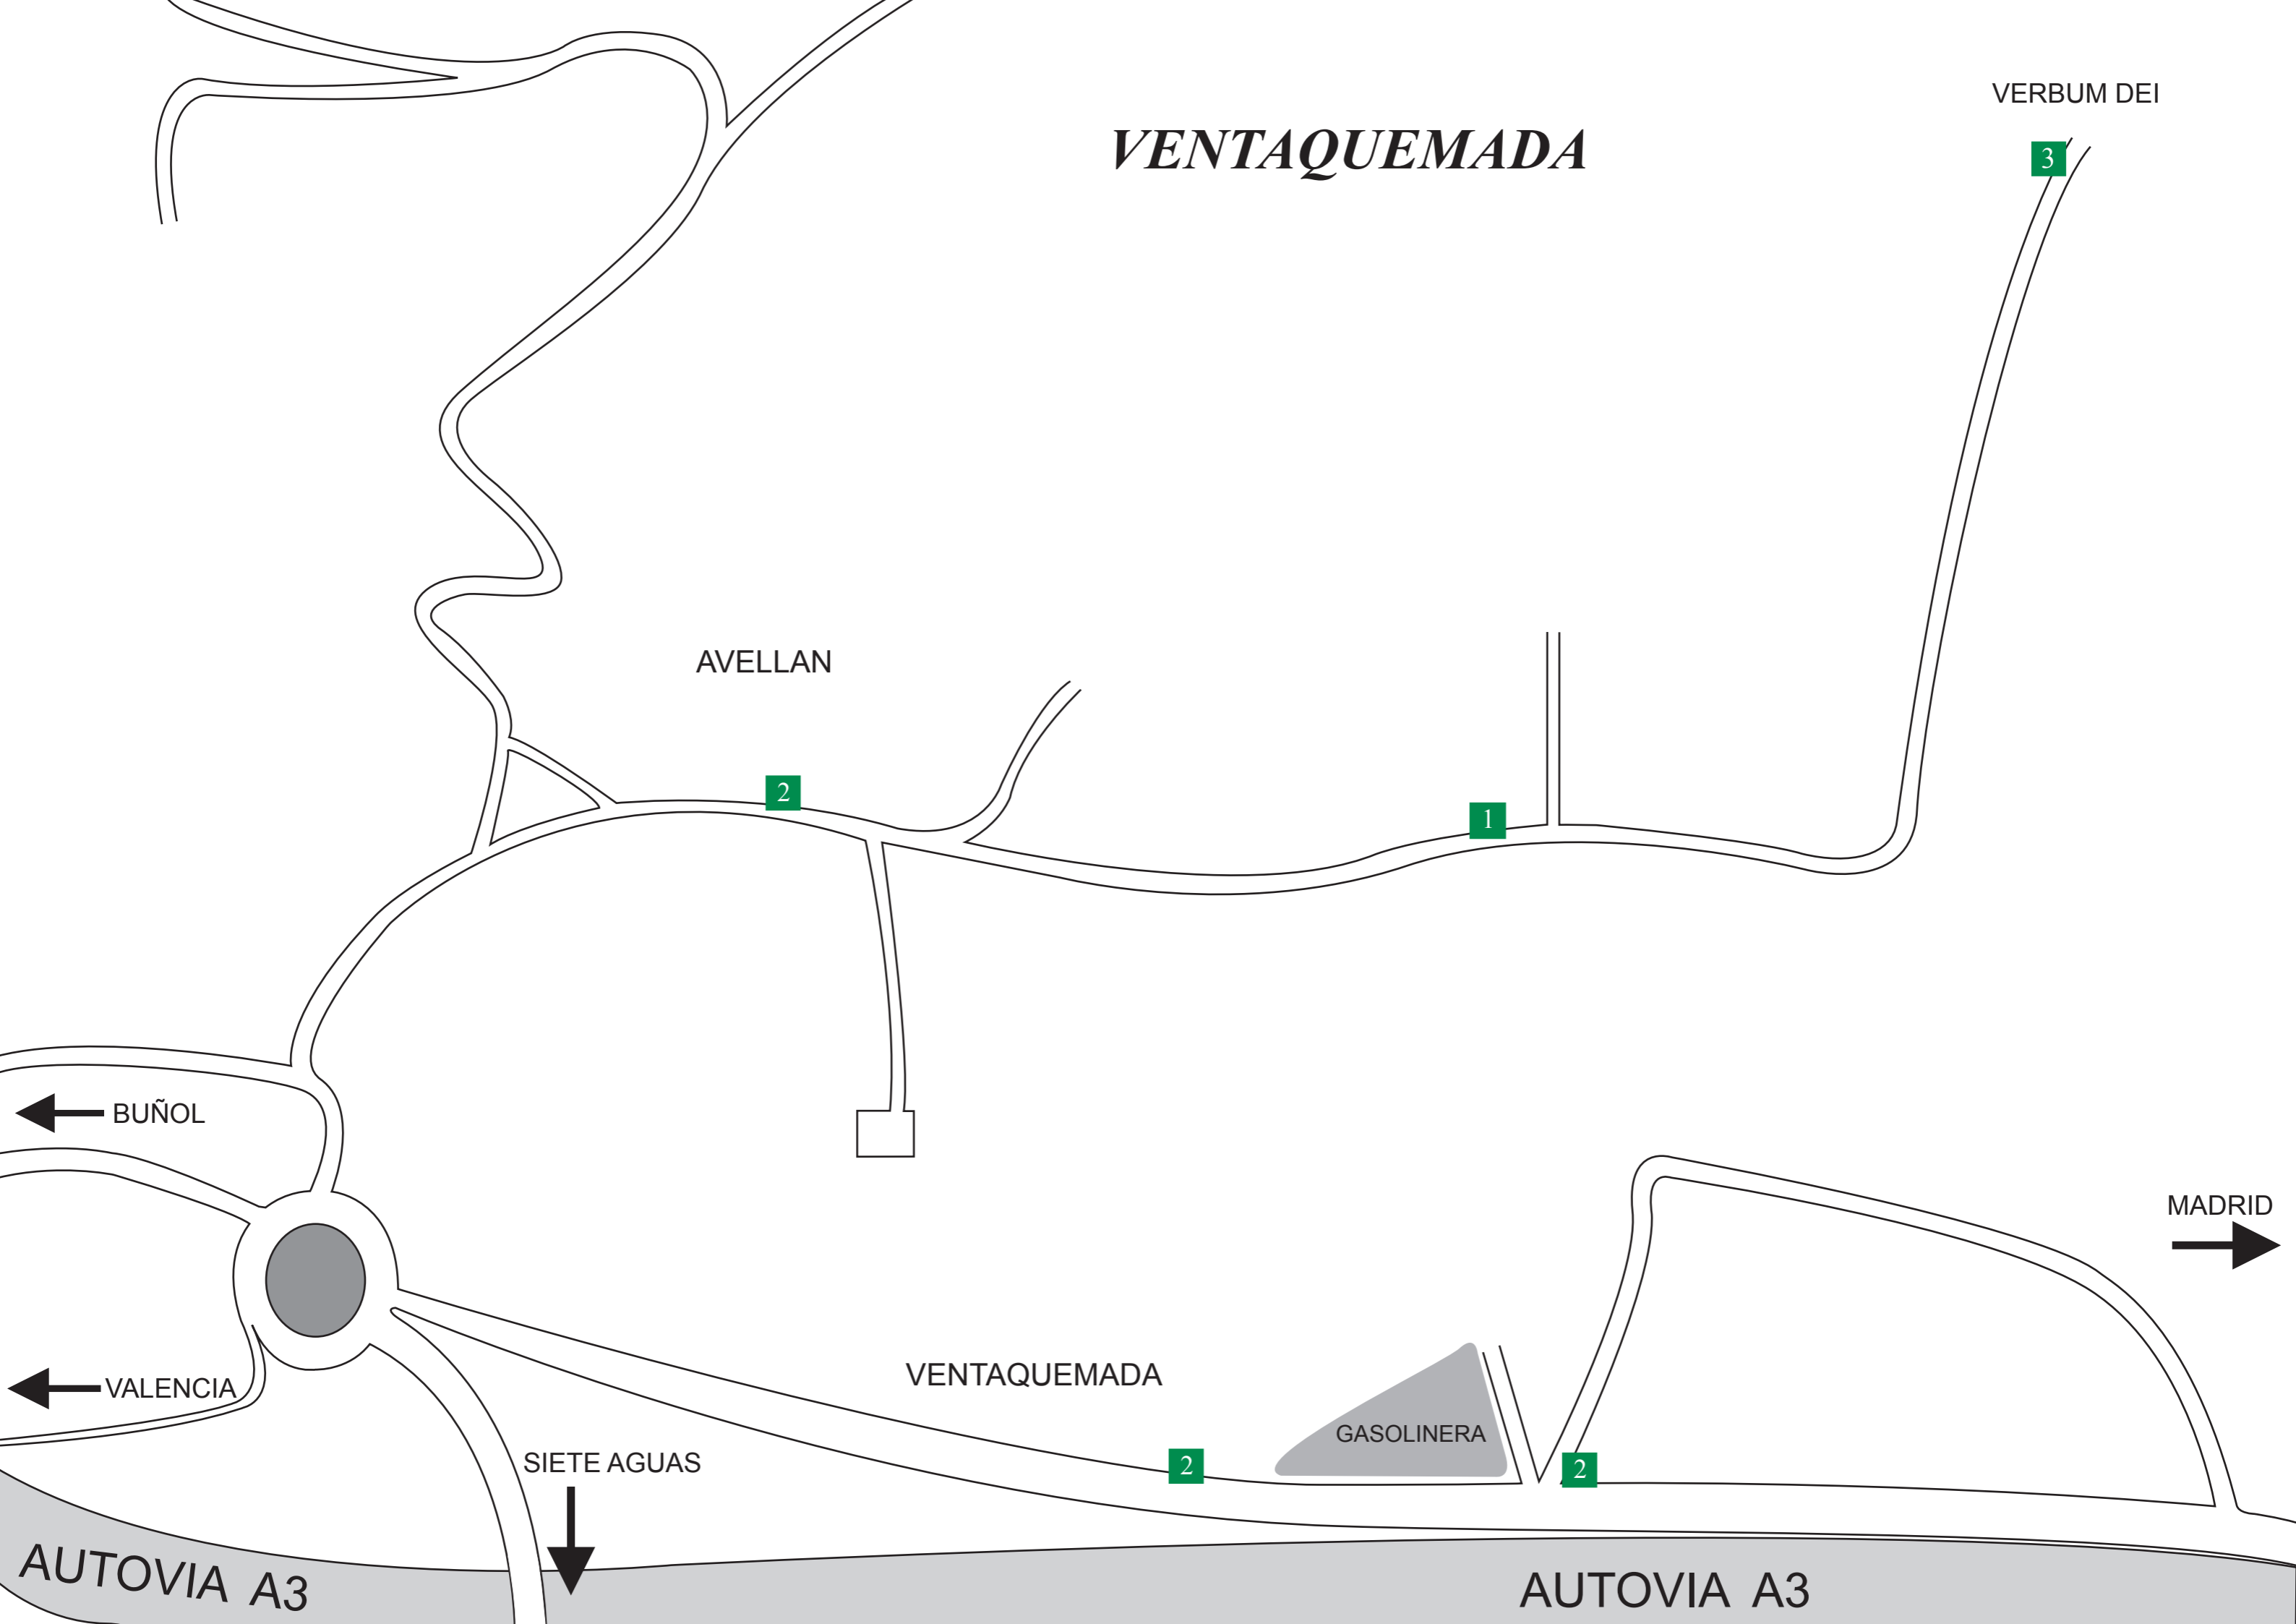 VERBUM DEI
VENTAQUEMADA
3
AVELLAN
2
1
BUÑOL
MADRID
VENTAQUEMADA
VALENCIA
GASOLINERA
SIETE AGUAS
2
2
AUTOVIA A3
AUTOVIA A3